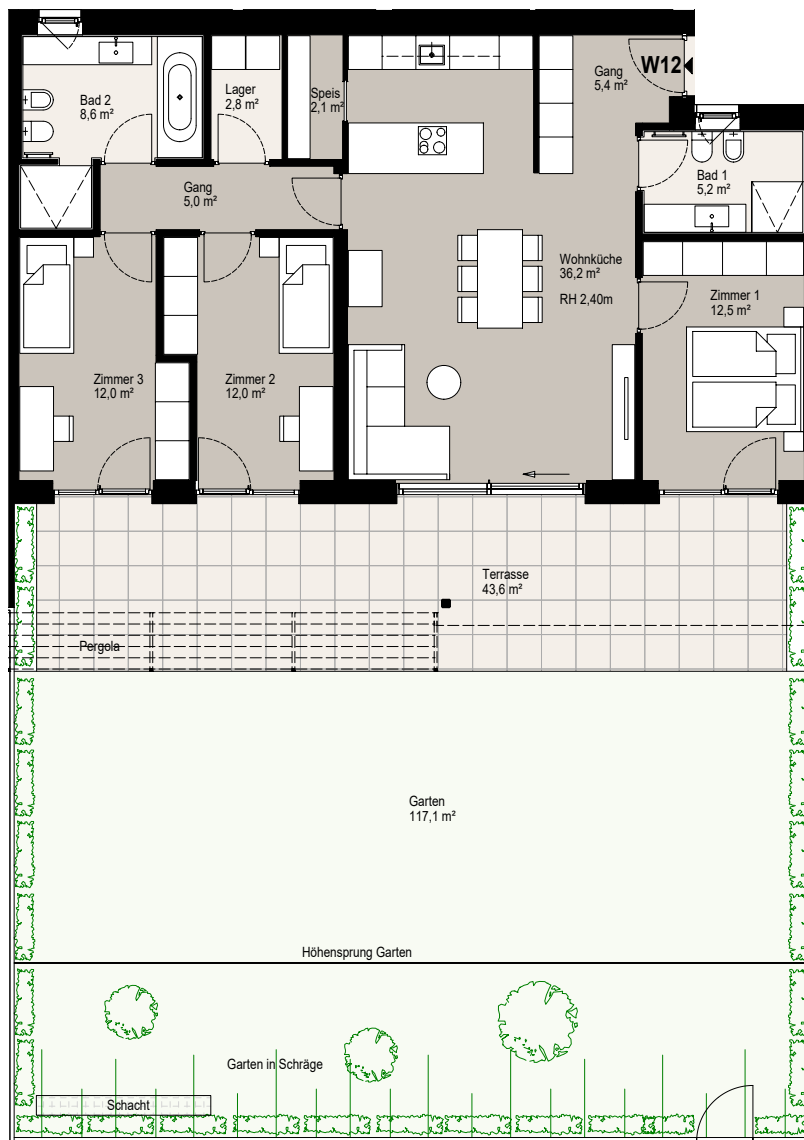 Gang
5,4 m²
W12
Bad 2
8,6 m²
Lager
2,8 m²
Speis
2,1 m²
Bad 1
5,2 m²
Gang
5,0 m²
Wohnküche
36,2 m²
RH 2,40m
Zimmer 1
12,5 m²
Zimmer 3
12,0 m²
Zimmer 2
12,0 m²
Terrasse
43,6 m²
Pergola
Garten
117,1 m²
Höhensprung Garten
Garten in Schräge
Schacht